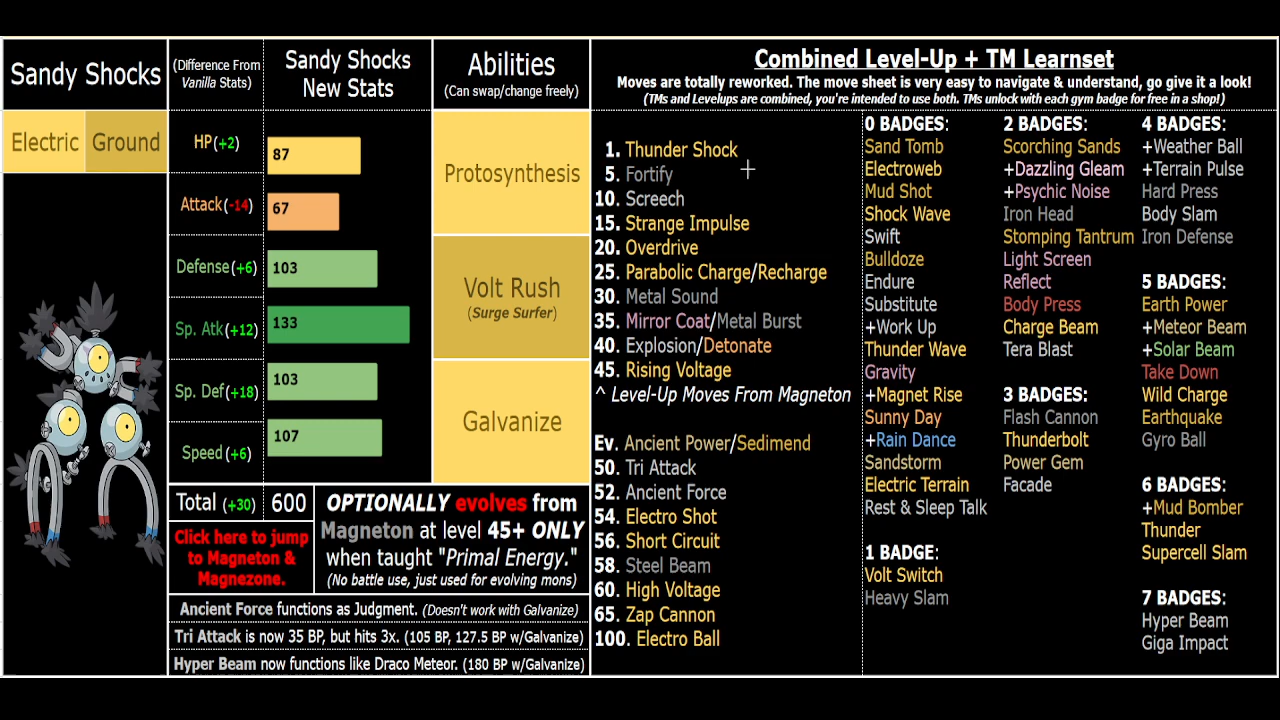 Sandy Shocks
Electric Ground
(Difference From
Vanilla Stats)
Sandy Shocks
New Stats
HP(+2)
87
Attack(-14)
67
Defense(+6)
103
Sp. Atk(+12)
133
Sp. Def(+18)
103
Speed(+6)
107
Total (+30) 600
Click here to jump
to Magneton &
Magnezone.
OPTIONALLY evolves from
Magneton at level 45+ ONLY
when taught "Primal Energy."
(No battle use, just used for evolving mons)
Ancient Force functions as Judgment. (Doesn't work with Galvanize)
Tri Attack is now 35 BP, but hits 3x. (105 BP, 127.5 BP w/Galvanize)
Hyper Beam now functions like Draco Meteor. (180 BP w/Galvanize)
Abilities
(Can swap/change freely)
Protosynthesis
Volt Rush
(Surge Surfer)
Galvanize
Combined Level-Up + TM Learnset
Moves are totally reworked. The move sheet is very easy to navigate & understand, go give it a look!
(TMs and Levelups are combined, you're intended to use both. TMs unlock with each gym badge for free in a shop!)
1. Thunder Shock
5. Fortify
10. Screech
15. Strange Impulse
20. Overdrive
25. Parabolic Charge/Recharge
30. Metal Sound
35. Mirror Coat/Metal Burst
40. Explosion/Detonate
45. Rising Voltage
^ Level-Up Moves From Magneton
Ev. Ancient Power/Sedimend
50. Tri Attack
52. Ancient Force
54. Electro Shot
56. Short Circuit
58. Steel Beam
60. High Voltage
65. Zap Cannon
100. Electro Ball
0 BADGES:
Sand Tomb
Electroweb
Mud Shot
Shock Wave
Swift
Bulldoze
Endure
Substitute
+Work Up
Thunder Wave
Gravity
+Magnet Rise
Sunny Day
+Rain Dance
Sandstorm
Electric Terrain
Rest & Sleep Talk
1 BADGE:
Volt Switch
Heavy Slam
2 BADGES:
Scorching Sands
+Dazzling Gleam
+Psychic Noise
Iron Head
Stomping Tantrum
Light Screen
Reflect
Body Press
Charge Beam
Tera Blast
3 BADGES:
Flash Cannon
Thunderbolt
Power Gem
Facade
4 BADGES:
+Weather Ball
+Terrain Pulse
Hard Press
Body Slam
Iron Defense
5 BADGES:
Earth Power
+Meteor Beam
+Solar Beam
Take Down
Wild Charge
Earthquake
Gyro Ball
6 BADGES:
+Mud Bomber
Thunder
Supercell Slam
7 BADGES:
Hyper Beam
Giga Impact